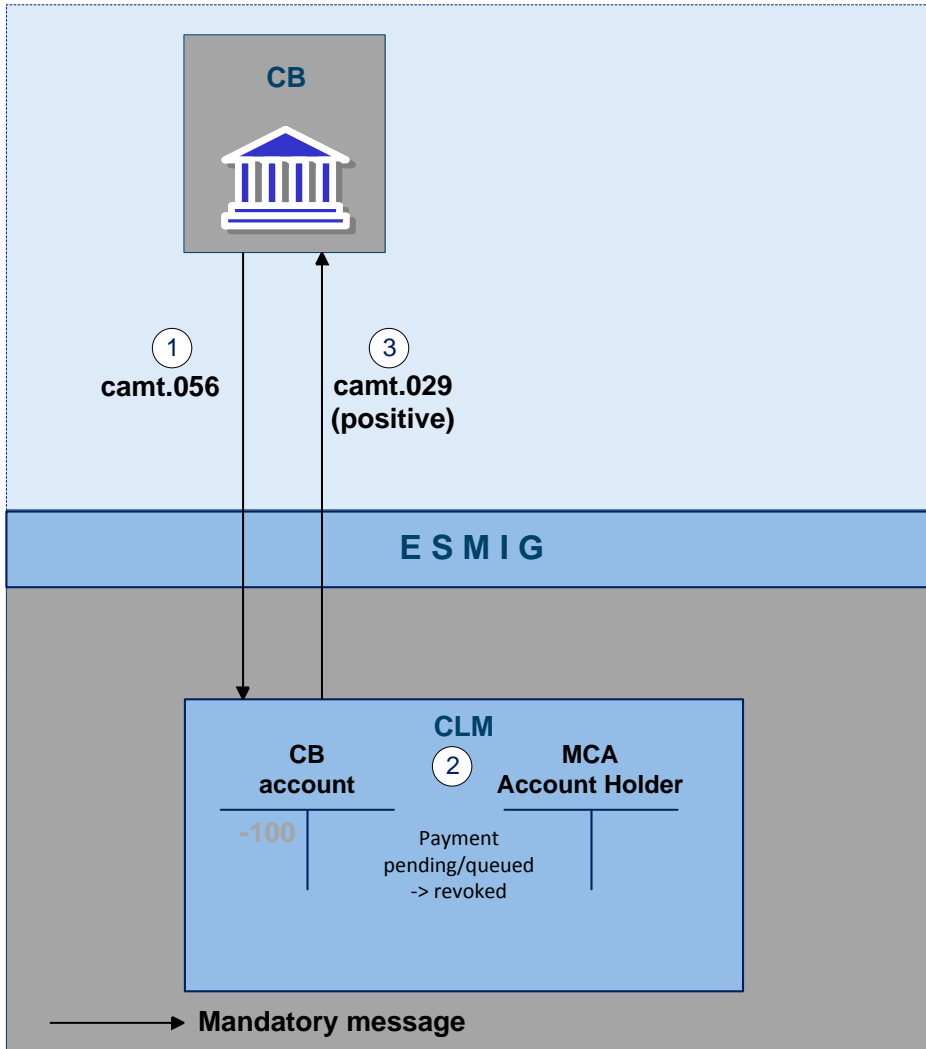 CB
1
camt.056
3
camt.029
(positive)
E S M I G
CLM
2
CB
account
MCA
Account Holder
-100
Payment
pending/queued
-> revoked
Mandatory message